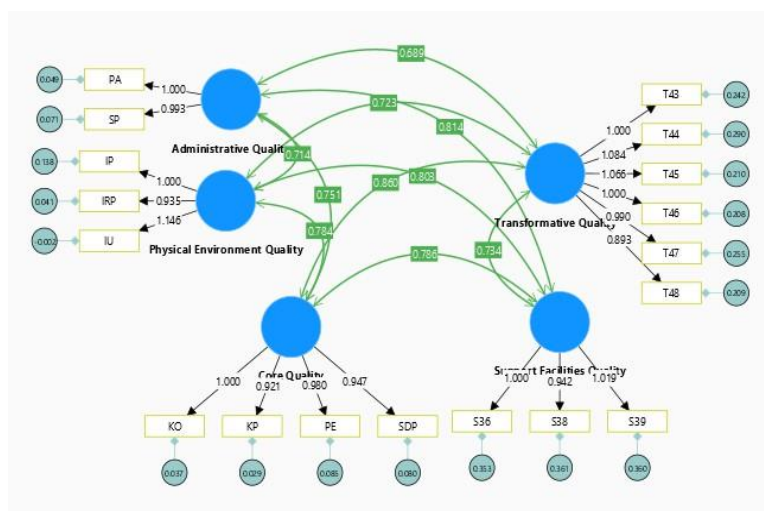 0.689
0.049 PA 1.000 0.242 T43
0.071 SP 0.993 0.723 0.814 1.000 T44 0.290
Administrative Quality 0.714 1.084
0.138 IP 1.000 0.860 0.803 1.066 T45 0.210
0.041 IRP 0.935 0.751 1.000 T46 0.208
-0.002 IU 1.146 0.784 Transformative Quality 0.990
Physical Environment Quality 0.734 0.893 T47 0.255
0.786 T48 0.209
Core Quality Support Facilities Quality
1.000 0.921 0.980 0.947 1.000 0.942 1.019
KO KP PE SDP S36 S38 S39
0.037 0.029 0.085 0.080 0.353 0.361 0.360